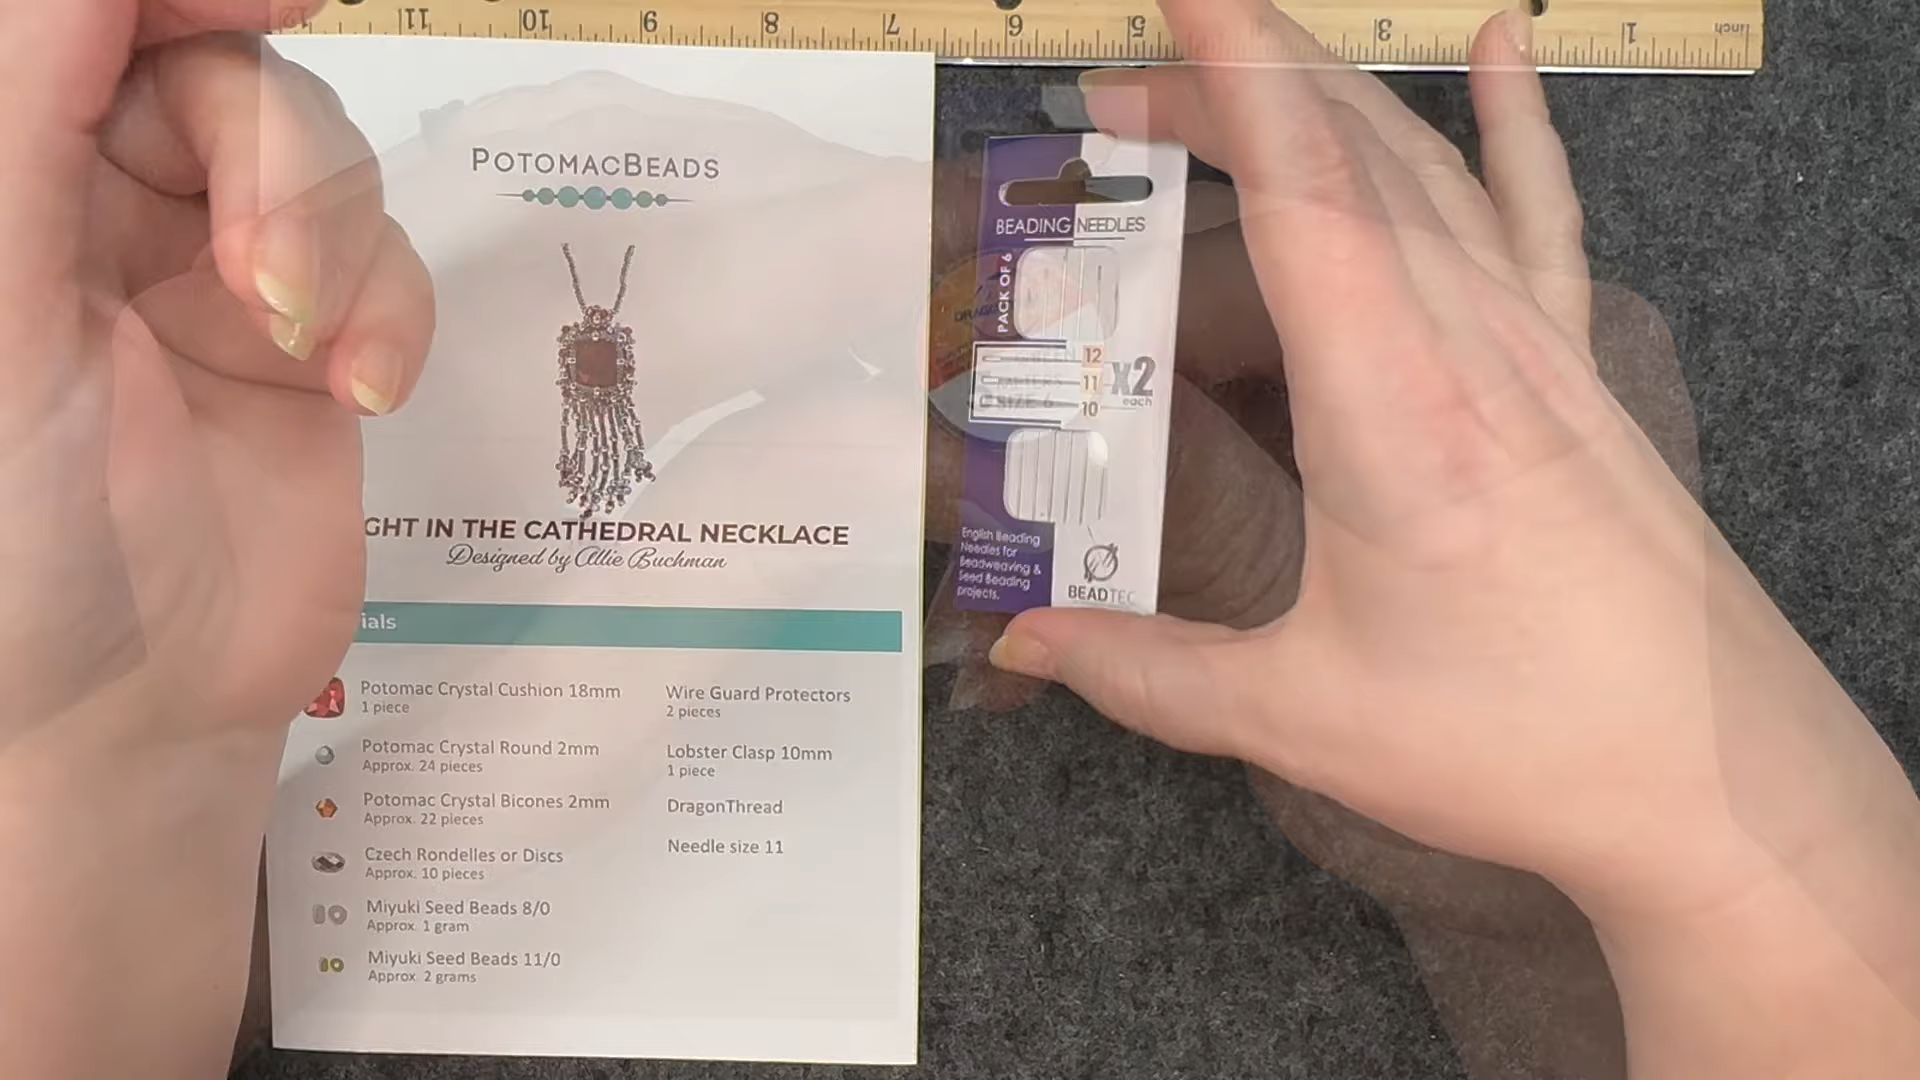 12 11 10 9 8 7 6 5 3 1 1inch
POTOMACBEADS
GHT IN THE CATHEDRAL NECKLACE
Designed by Allie Buchman
ials
Potomac Crystal Cushion 18mm
1 piece
Potomac Crystal Round 2mm
Approx. 24 pieces
Potomac Crystal Bicones 2mm
Approx. 22 pieces
Czech Rondelles or Discs
Approx. 10 pieces
Miyuki Seed Beads 8/0
Approx. 1 gram
Miyuki Seed Beads 11/0
Approx. 2 grams
Wire Guard Protectors
2 pieces
Lobster Clasp 10mm
1 piece
DragonThread
Needle size 11
BEADING NEEDLES
PACK OF 6
12
11
10
X2
each
SIZE 6
English Beading
Needles for
Beadweaving &
Seed Beading
projects.
BEADTEC